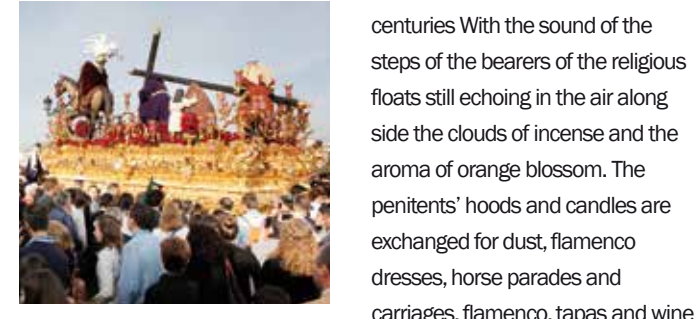 centuries With the sound of the
steps of the bearers of the religious
floats still echoing in the air along
side the clouds of incense and the
aroma of orange blossom. The
penitents’ hoods and candles are
exchanged for dust, flamenco
dresses, horse parades and
carriages, flamenco, tapas and wine